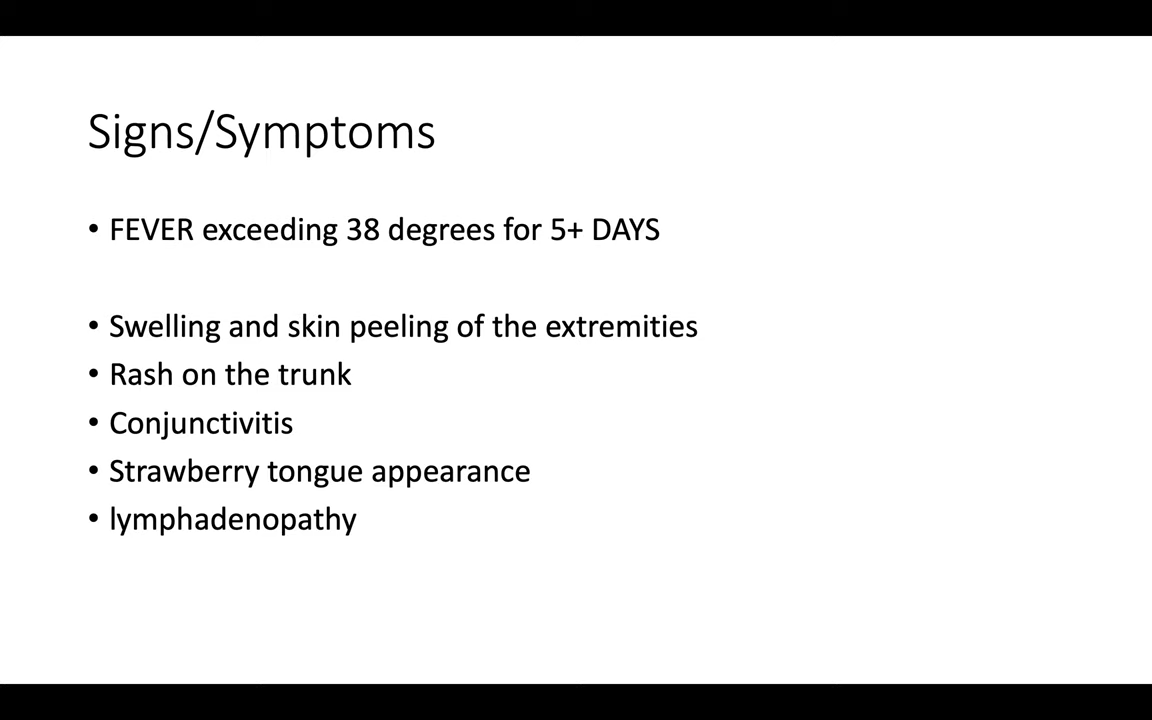 Signs/Symptoms
• FEVER exceeding 38 degrees for 5+ DAYS
• Swelling and skin peeling of the extremities
• Rash on the trunk
• Conjunctivitis
• Strawberry tongue appearance
• lymphadenopathy